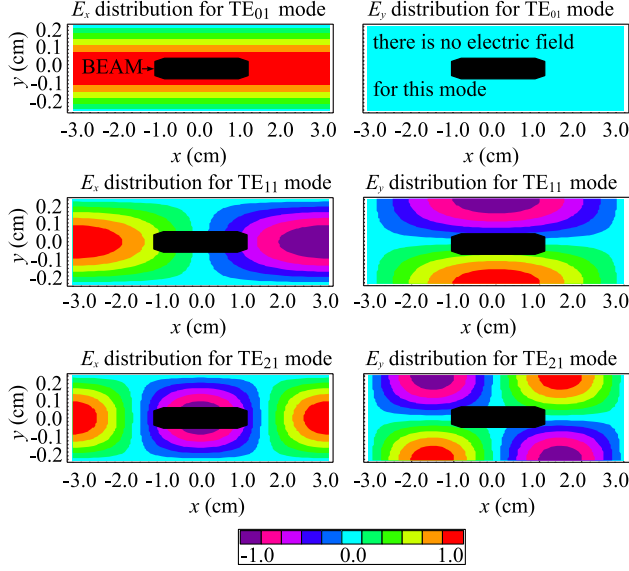 Eₓ distribution for TE₀₁ mode
E_y distribution for TE₀₁ mode
y (cm)
0.2
0.1
0.0
-0.1
-0.2
BEAM
there is no electric field
for this mode
-3.0 -2.0 -1.0 0.0 1.0 2.0 3.0
-3.0 -2.0 -1.0 0.0 1.0 2.0 3.0
x (cm)
x (cm)
Eₓ distribution for TE₁₁ mode
E_y distribution for TE₁₁ mode
y (cm)
0.2
0.1
0.0
-0.1
-0.2
-3.0 -2.0 -1.0 0.0 1.0 2.0 3.0
-3.0 -2.0 -1.0 0.0 1.0 2.0 3.0
x (cm)
x (cm)
Eₓ distribution for TE₂₁ mode
E_y distribution for TE₂₁ mode
y (cm)
0.2
0.1
0.0
-0.1
-0.2
-3.0 -2.0 -1.0 0.0 1.0 2.0 3.0
-3.0 -2.0 -1.0 0.0 1.0 2.0 3.0
x (cm)
x (cm)
-1.0 0.0 1.0